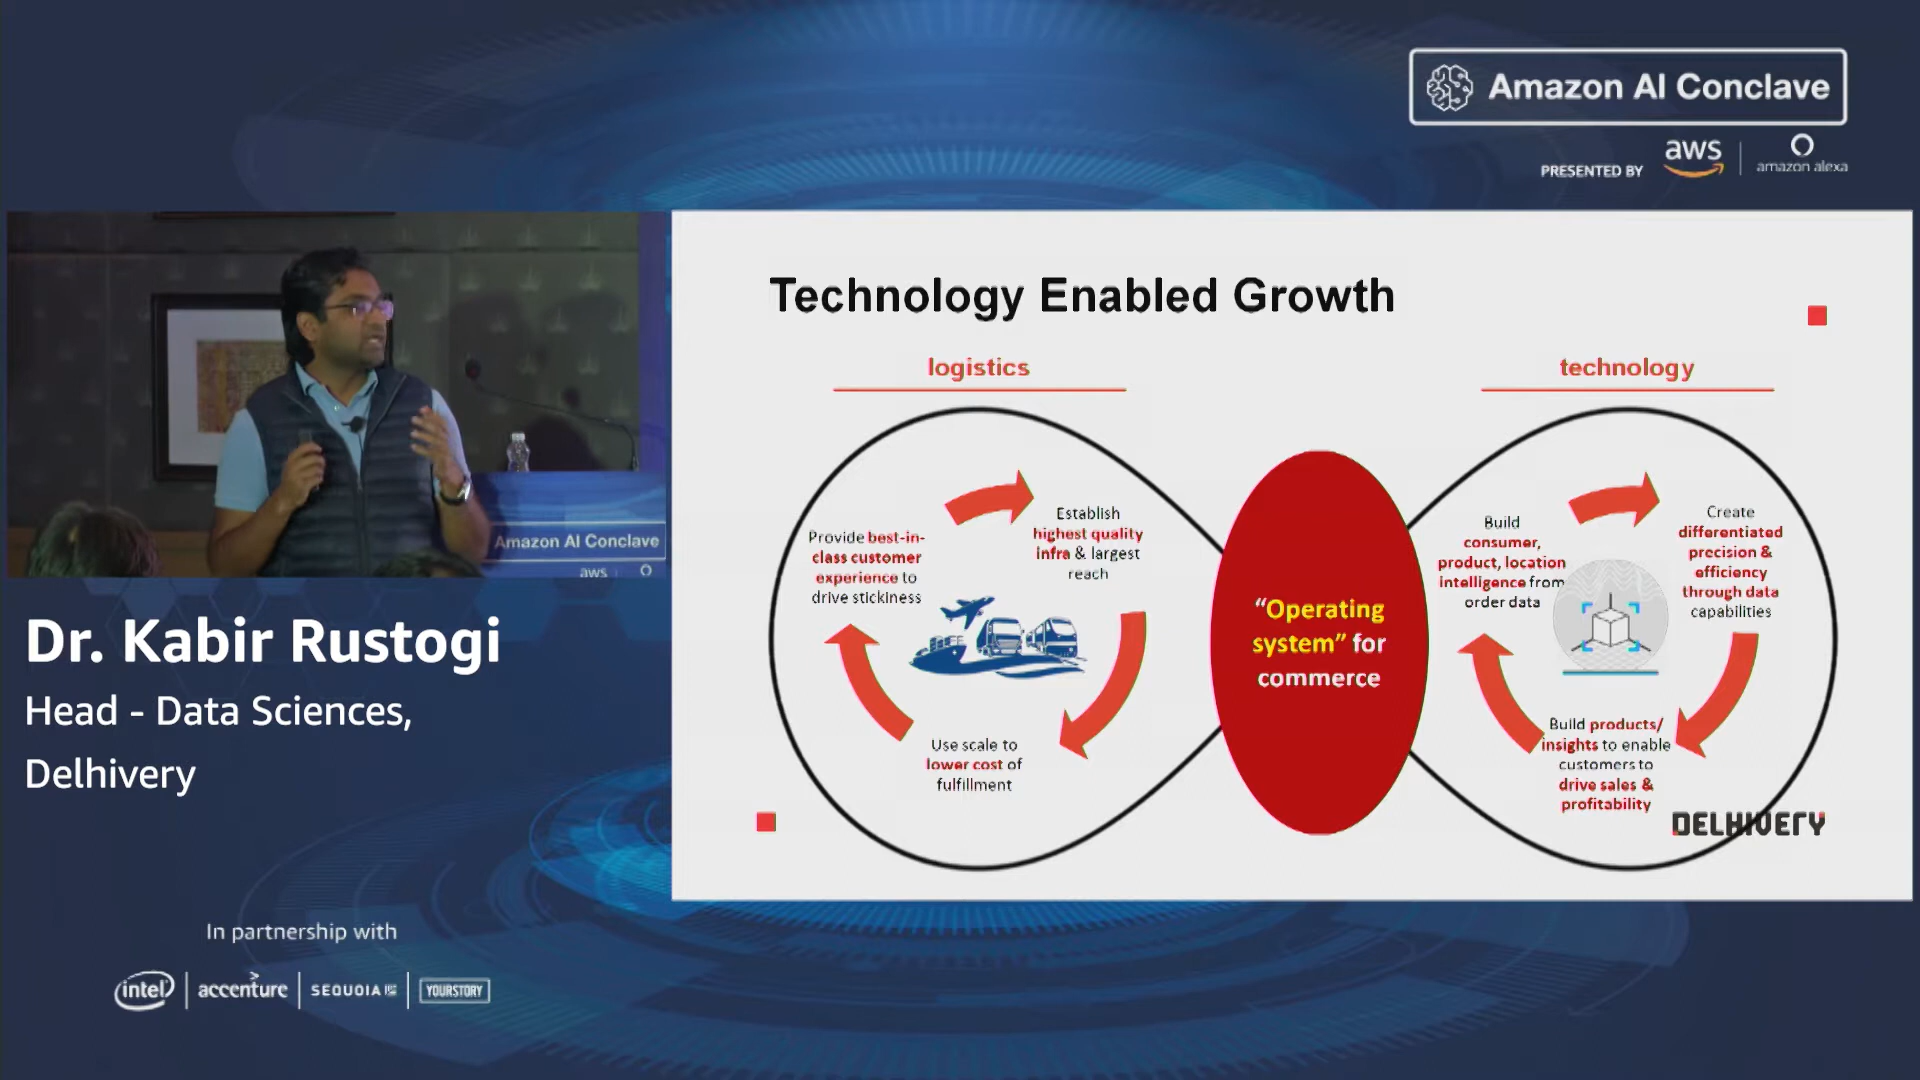 Amazon AI Conclave
PRESENTED BY
aws
amazon alexa
Amazon AI Conclave
aws
Dr. Kabir Rustogi
Head - Data Sciences,
Delhivery
In partnership with
intel
accenture
SEQUOIA
YOURSTORY
Technology Enabled Growth
logistics
Provide best-in-
class customer
experience to
drive stickiness
Establish
highest quality
infra & largest
reach
Use scale to
lower cost of
fulfillment
“Operating
system” for
commerce
technology
Build
consumer,
product, location
intelligence from
order data
Create
differentiated
precision &
efficiency
through data
capabilities
Build products/
insights to enable
customers to
drive sales &
profitability
DELHIVERY